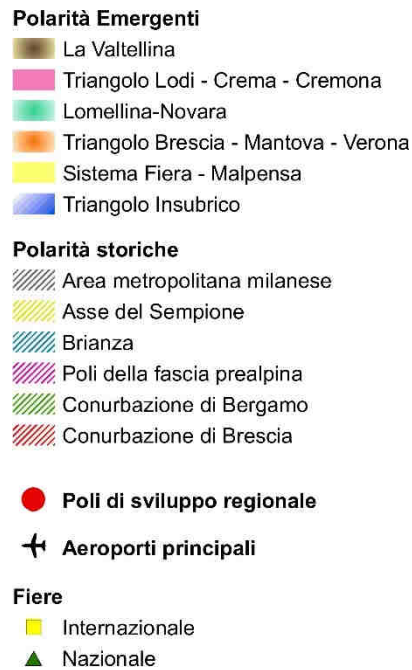 Polarità Emergenti
La Valtellina
Triangolo Lodi - Crema - Cremona
Lomellina-Novara
Triangolo Brescia - Mantova - Verona
Sistema Fiera - Malpensa
Triangolo Insubrico
Polarità storiche
Area metropolitana milanese
Asse del Sempione
Brianza
Poli della fascia prealpina
Conurbazione di Bergamo
Conurbazione di Brescia
Poli di sviluppo regionale
Aeroporti principali
Fiere
Internazionale
Nazionale